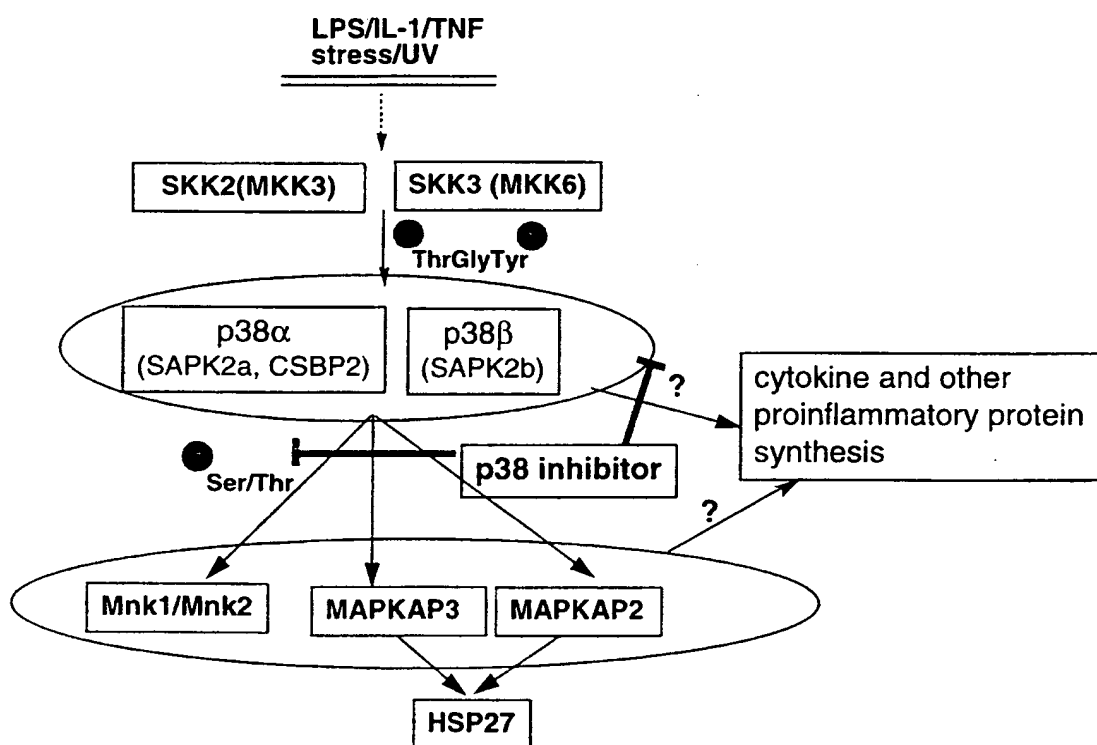 LPS/IL-1/TNF
stress/UV
SKK2(MKK3)
SKK3 (MKK6)
ThrGlyTyr
p38α
(SAPK2a, CSBP2)
p38β
(SAPK2b)
?
cytokine and other
proinflammatory protein
synthesis
p38 inhibitor
Ser/Thr
?
Mnk1/Mnk2
MAPKAP3
MAPKAP2
HSP27